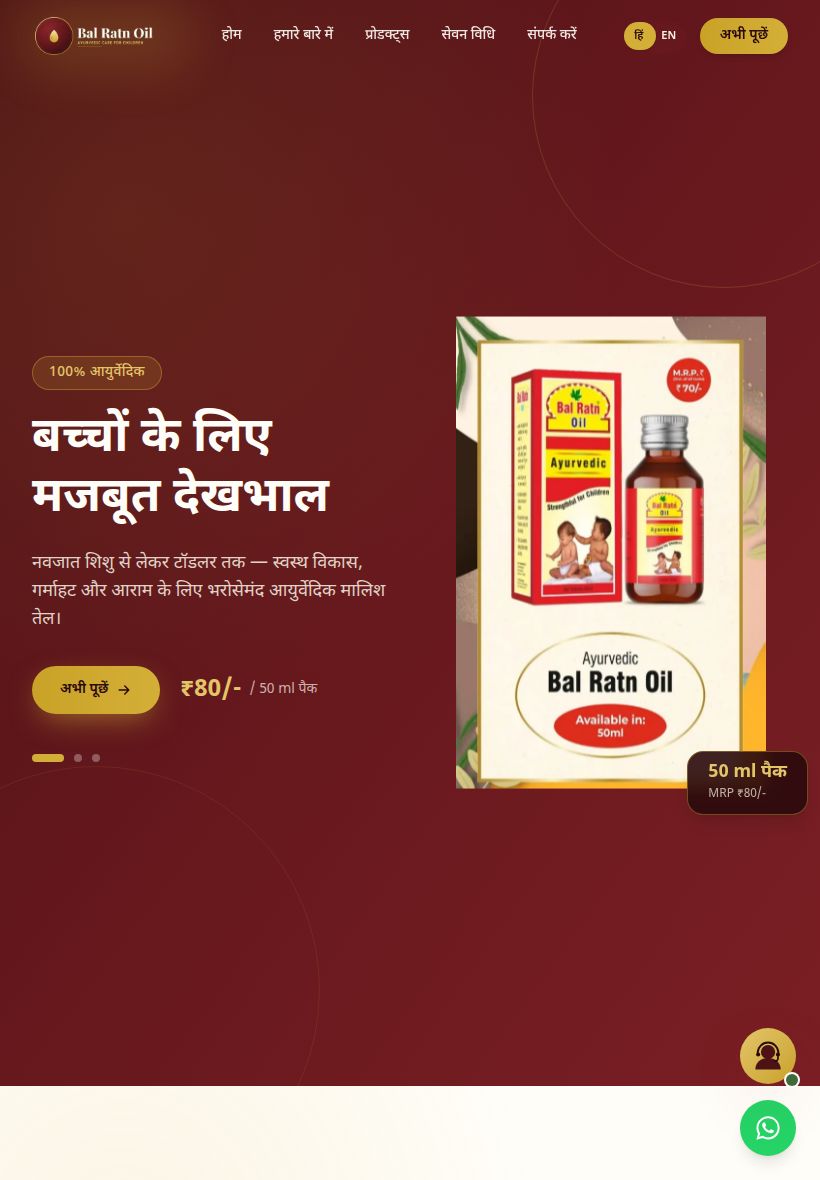 Bal Ratn Oil
AYURVEDIC CARE FOR CHILDREN
होम
हमारे बारे में
प्रोडक्ट्स
सेवन विधि
संपर्क करें
हिं
EN
अभी पूछें
100% आयुर्वेदिक
बच्चों के लिए
मजबूत देखभाल
नवजात शिशु से लेकर टॉडलर तक — स्वस्थ विकास,
गर्माहट और आराम के लिए भरोसेमंद आयुर्वेदिक मालिश
तेल।
अभी पूछें →
₹80/- / 50 ml पैक
M.R.P. ₹
₹ 70/-
Bal Ratn
Oil
Ayurvedic
Strengthful for Children
Bal Ratn
Oil
Ayurvedic
Ayurvedic
Bal Ratn Oil
Available in:
50ml
50 ml पैक
MRP ₹80/-